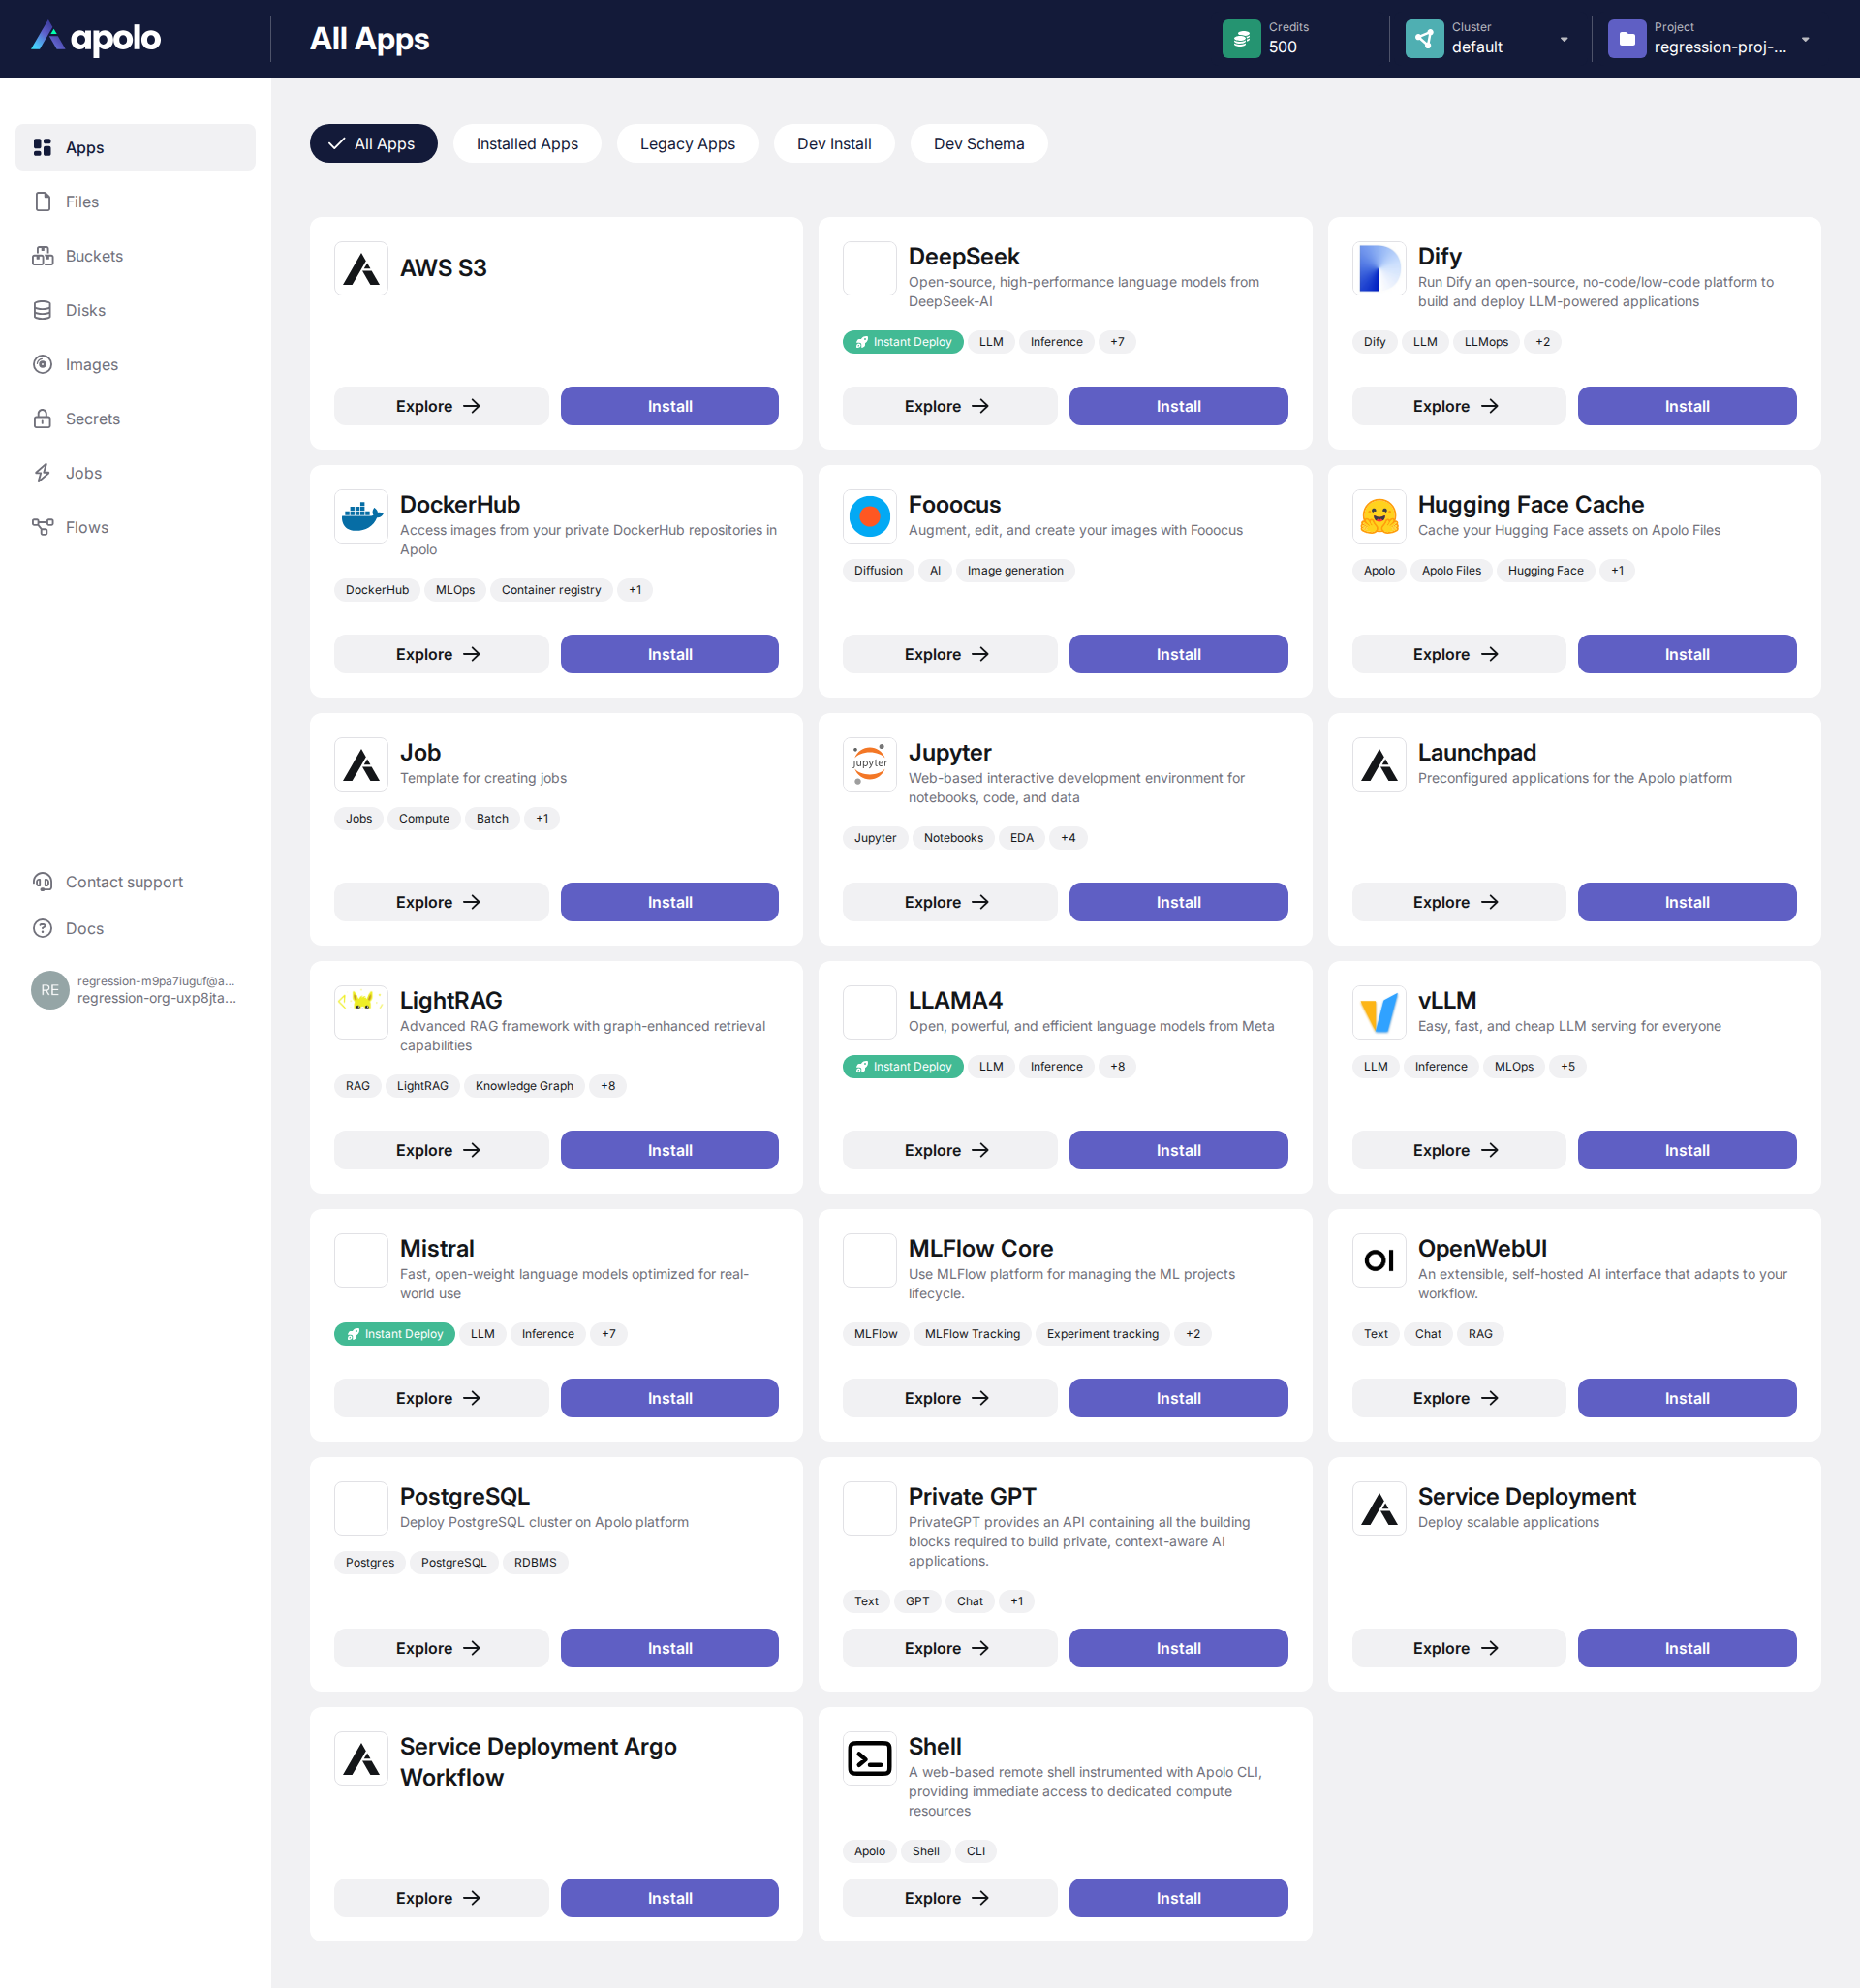 apolo
All Apps
Credits
500
Cluster
default
Project
regression-proj-...
Apps
Files
Buckets
Disks
Images
Secrets
Jobs
Flows
Contact support
Docs
RE
regression-m9pa7iuguf@a...
regression-org-uxp8jta...
All Apps
Installed Apps
Legacy Apps
Dev Install
Dev Schema
AWS S3
Explore
Install
DeepSeek
Open-source, high-performance language models from
DeepSeek-AI
Instant Deploy LLM Inference +7
Explore
Install
Dify
Run Dify an open-source, no-code/low-code platform to
build and deploy LLM-powered applications
Dify LLM LLMops +2
Explore
Install
DockerHub
Access images from your private DockerHub repositories in
Apolo
DockerHub MLOps Container registry +1
Explore
Install
Fooocus
Augment, edit, and create your images with Fooocus
Diffusion AI Image generation
Explore
Install
Hugging Face Cache
Cache your Hugging Face assets on Apolo Files
Apolo Apolo Files Hugging Face +1
Explore
Install
Job
Template for creating jobs
Jobs Compute Batch +1
Explore
Install
jupyter
Jupyter
Web-based interactive development environment for
notebooks, code, and data
Jupyter Notebooks EDA +4
Explore
Install
Launchpad
Preconfigured applications for the Apolo platform
Explore
Install
LightRAG
Advanced RAG framework with graph-enhanced retrieval
capabilities
RAG LightRAG Knowledge Graph +8
Explore
Install
LLAMA4
Open, powerful, and efficient language models from Meta
Instant Deploy LLM Inference +8
Explore
Install
vLLM
Easy, fast, and cheap LLM serving for everyone
LLM Inference MLOps +5
Explore
Install
Mistral
Fast, open-weight language models optimized for real-
world use
Instant Deploy LLM Inference +7
Explore
Install
MLFlow Core
Use MLFlow platform for managing the ML projects
lifecycle.
MLFlow MLFlow Tracking Experiment tracking +2
Explore
Install
OI
OpenWebUI
An extensible, self-hosted AI interface that adapts to your
workflow.
Text Chat RAG
Explore
Install
PostgreSQL
Deploy PostgreSQL cluster on Apolo platform
Postgres PostgreSQL RDBMS
Explore
Install
Private GPT
PrivateGPT provides an API containing all the building
blocks required to build private, context-aware AI
applications.
Text GPT Chat +1
Explore
Install
Service Deployment
Deploy scalable applications
Explore
Install
Service Deployment Argo
Workflow
Explore
Install
Shell
A web-based remote shell instrumented with Apolo CLI,
providing immediate access to dedicated compute
resources
Apolo Shell CLI
Explore
Install